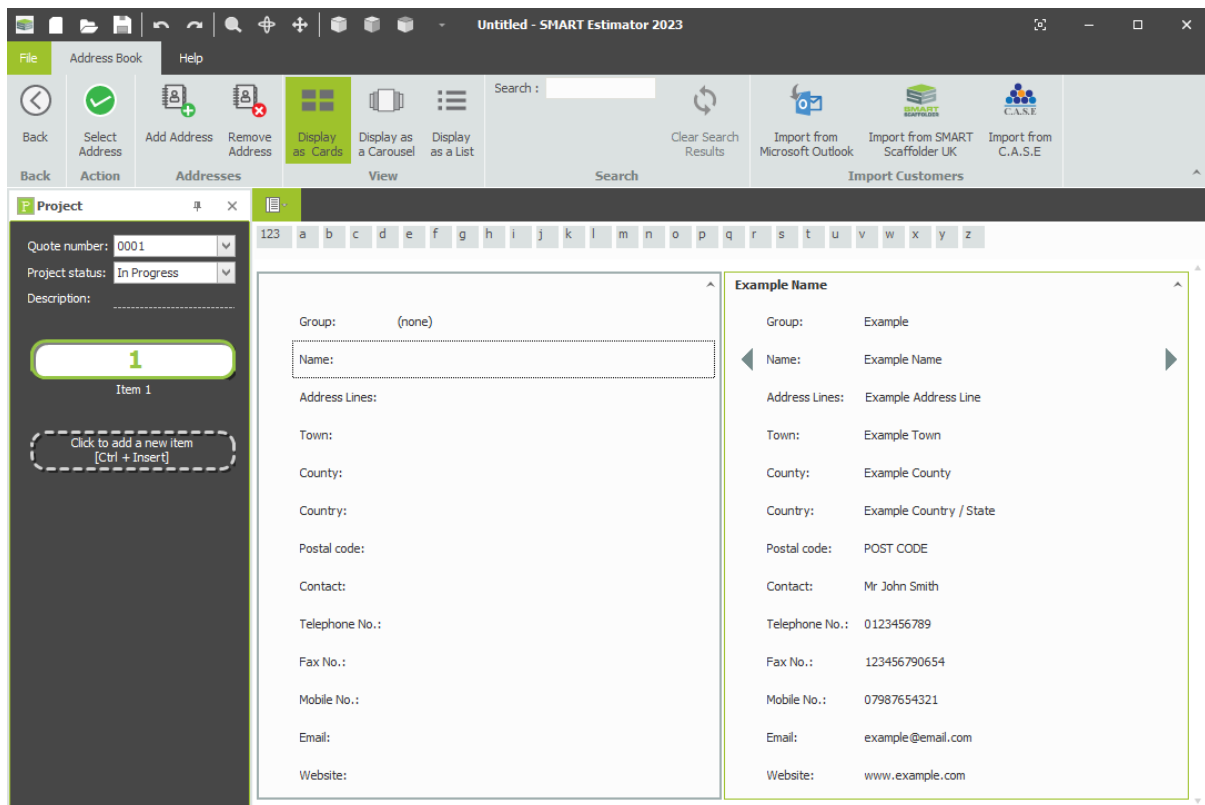 Untitled - SMART Estimator 2023
File Address Book Help
Back
Select Address
Add Address
Remove Address
Display as Cards
Display as a Carousel
Display as a List
Search :
Clear Search Results
Import from Microsoft Outlook
SMART
SCAFFOLDER
Import from SMART Scaffolder UK
C.A.S.E
Import from C.A.S.E
Back Action Addresses View Search Import Customers
P Project
Quote number: 0001
Project status: In Progress
Description:
1
Item 1
Click to add a new item
[Ctrl + Insert]
123 a b c d e f g h i j k l m n o p q r s t u v w x y z
Group: (none)
Name:
Address Lines:
Town:
County:
Country:
Postal code:
Contact:
Telephone No.:
Fax No.:
Mobile No.:
Email:
Website:
Example Name
Group: Example
Name: Example Name
Address Lines: Example Address Line
Town: Example Town
County: Example County
Country: Example Country / State
Postal code: POST CODE
Contact: Mr John Smith
Telephone No.: 0123456789
Fax No.: 123456790654
Mobile No.: 07987654321
Email: example@email.com
Website: www.example.com